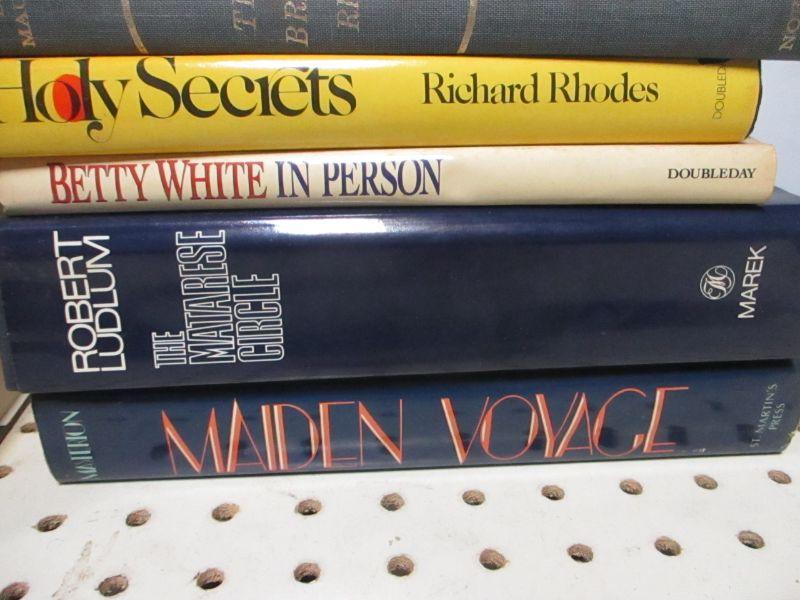 Holy Secrets Richard Rhodes
BETTY WHITE IN PERSON DOUBLEDAY
ROBERT
LUDLUM
THE
MATARESE
CIRCLE
MAREK
MAIDEN VOYAGE
ST. MARTIN'S
PRESS